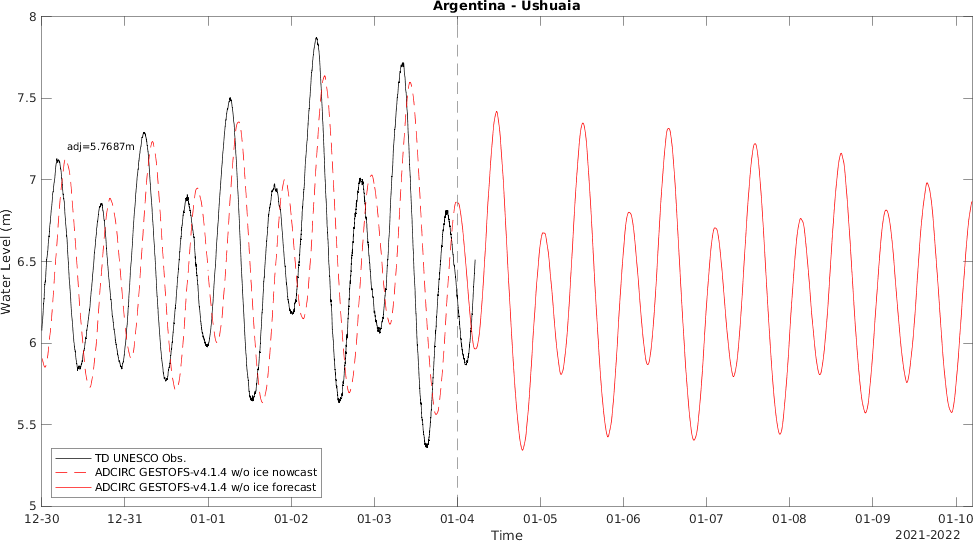 Argentina - Ushuaia
8
7.5
7
6.5
6
5.5
5
Water Level (m)
adj=5.7687m
TD UNESCO Obs.
ADCIRC GESTOFS-v4.1.4 w/o ice nowcast
ADCIRC GESTOFS-v4.1.4 w/o ice forecast
12-30 12-31 01-01 01-02 01-03 01-04 01-05 01-06 01-07 01-08 01-09 01-10
Time
2021-2022